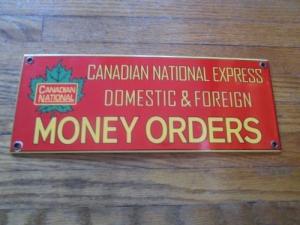 CANADIAN NATIONAL EXPRESS
CANADIAN
NATIONAL
DOMESTIC & FOREIGN
MONEY ORDERS